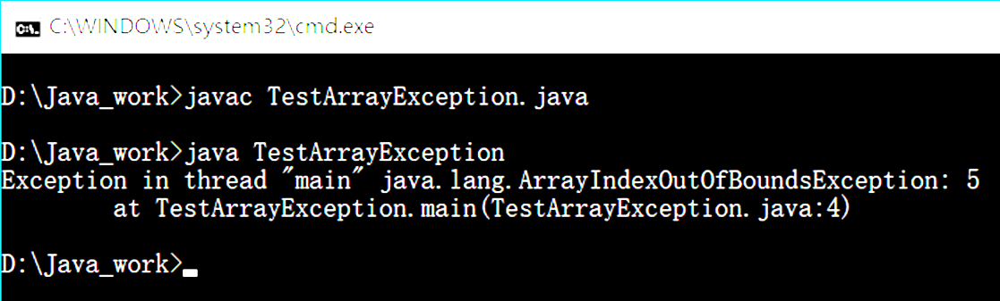 C:\WINDOWS\system32\cmd.exe
D:\Java_work>javac TestArrayException.java
D:\Java_work>java TestArrayException
Exception in thread "main" java.lang.ArrayIndexOutOfBoundsException: 5
at TestArrayException.main(TestArrayException.java:4)
D:\Java_work>